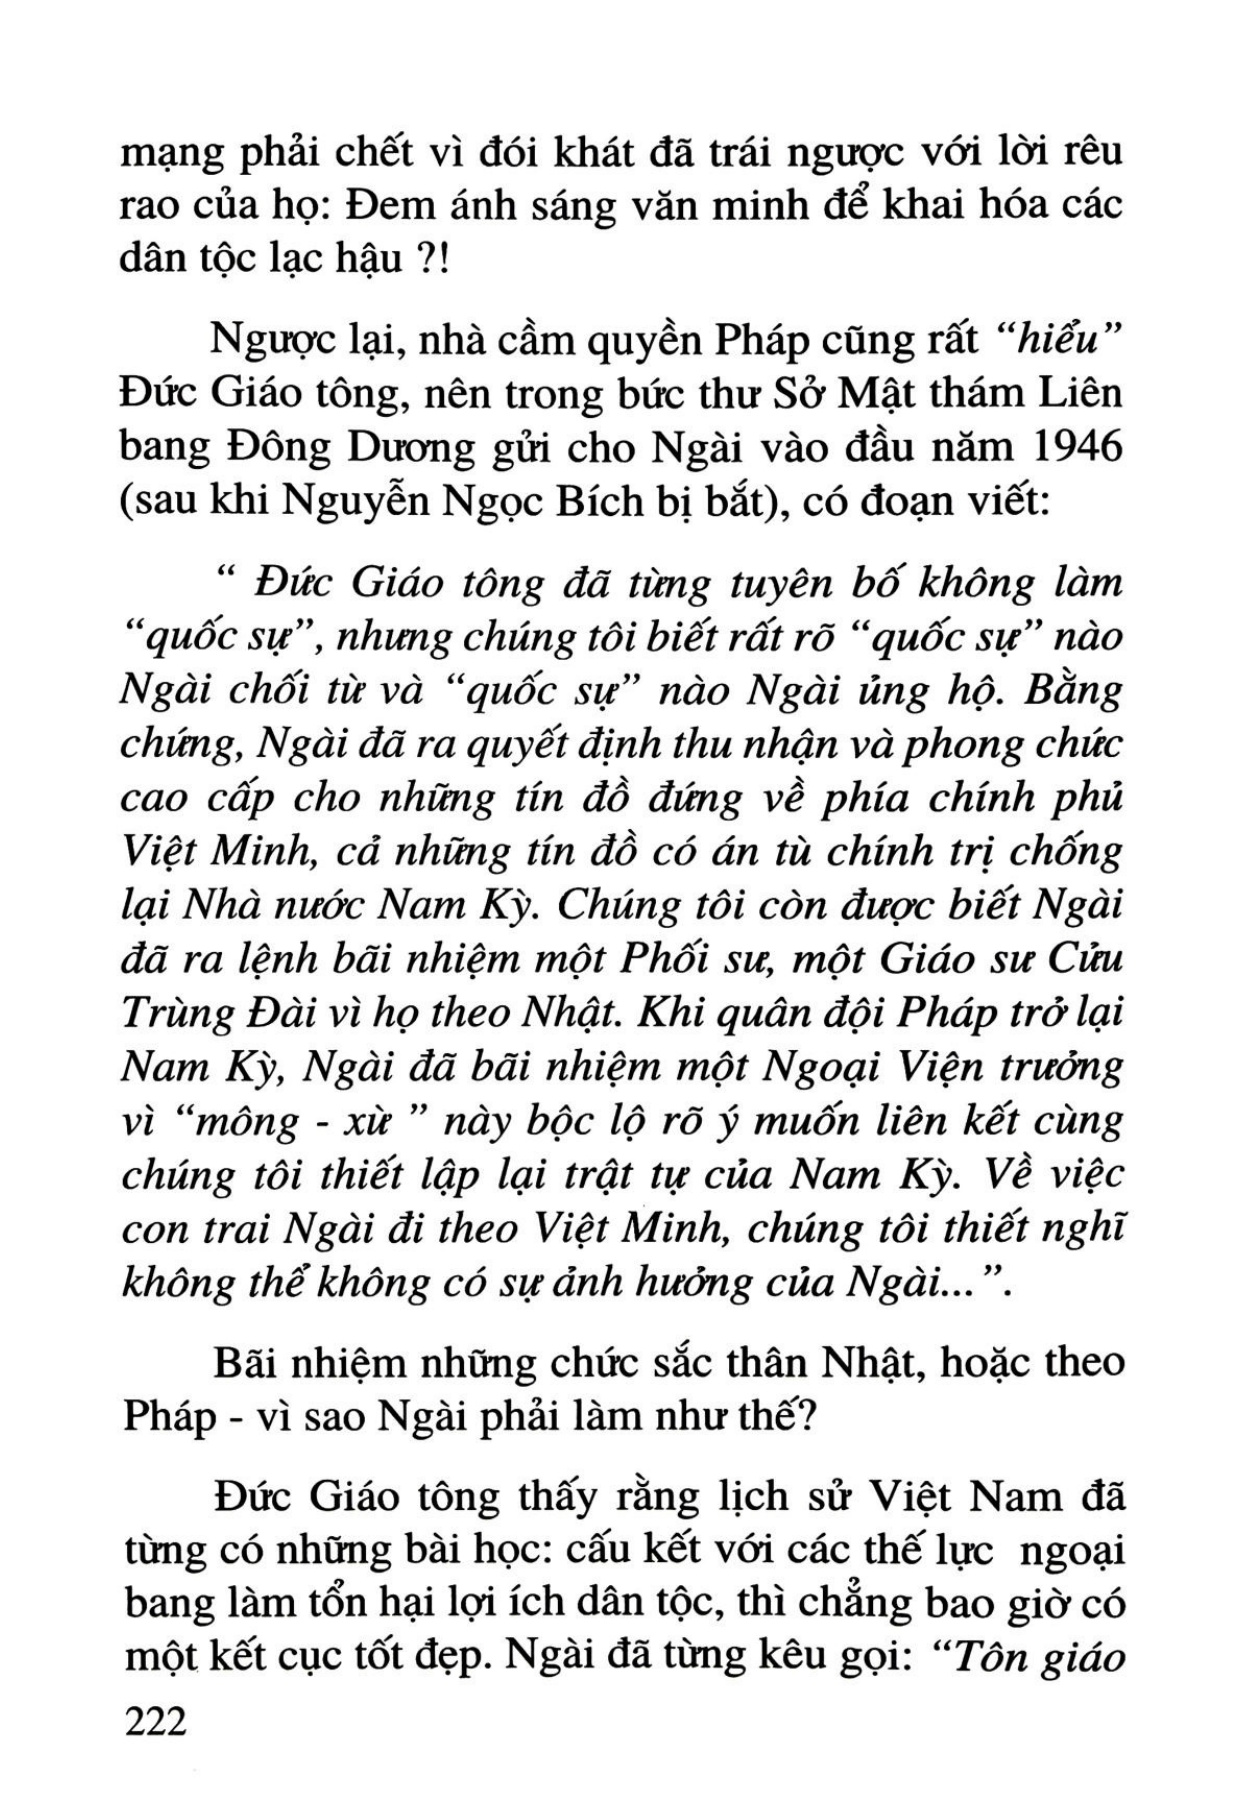 mạng phải chết vì đói khát đã trái ngược với lời rêu
rao của họ: Đem ánh sáng văn minh để khai hóa các
dân tộc lạc hậu ?!
Ngược lại, nhà cầm quyền Pháp cũng rất “hiểu”
Đức Giáo tông, nên trong bức thư Sở Mật thám Liên
bang Đông Dương gửi cho Ngài vào đầu năm 1946
(sau khi Nguyễn Ngọc Bích bị bắt), có đoạn viết:
“ Đức Giáo tông đã từng tuyên bố không làm
“quốc sự”, nhưng chúng tôi biết rất rõ “quốc sự” nào
Ngài chối từ và “quốc sự” nào Ngài ủng hộ. Bằng
chứng, Ngài đã ra quyết định thu nhận và phong chức
cao cấp cho những tín đồ đứng về phía chính phủ
Việt Minh, cả những tín đồ có án tù chính trị chống
lại Nhà nước Nam Kỳ. Chúng tôi còn được biết Ngài
đã ra lệnh bãi nhiệm một Phối sư, một Giáo sư Cửu
Trùng Đài vì họ theo Nhật. Khi quân đội Pháp trở lại
Nam Kỳ, Ngài đã bãi nhiệm một Ngoại Viện trưởng
vì “mông - xừ ” này bộc lộ rõ ý muốn liên kết cùng
chúng tôi thiết lập lại trật tự của Nam Kỳ. Về việc
con trai Ngài đi theo Việt Minh, chúng tôi thiết nghĩ
không thể không có sự ảnh hưởng của Ngài...”.
Bãi nhiệm những chức sắc thân Nhật, hoặc theo
Pháp - vì sao Ngài phải làm như thế?
Đức Giáo tông thấy rằng lịch sử Việt Nam đã
từng có những bài học: cấu kết với các thế lực ngoại
bang làm tổn hại lợi ích dân tộc, thì chẳng bao giờ có
một kết cục tốt đẹp. Ngài đã từng kêu gọi: “Tôn giáo
222